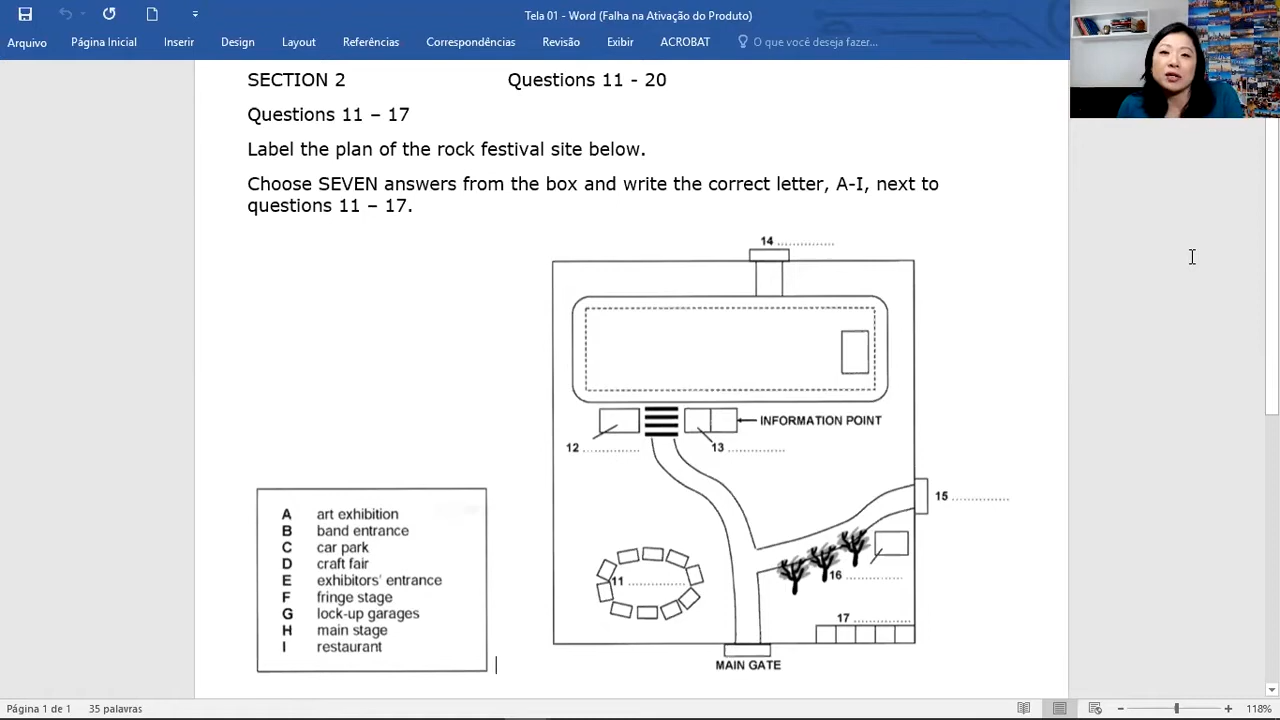 Tela 01 - Word (Falha na Ativação do Produto)
Arquivo Página Inicial Inserir Design Layout Referências Correspondências Revisão Exibir ACROBAT O que você deseja fazer...
SECTION 2 Questions 11 - 20
Questions 11 – 17
Label the plan of the rock festival site below.
Choose SEVEN answers from the box and write the correct letter, A-I, next to
questions 11 – 17.
14 ..............
INFORMATION POINT
12 ..............
13 ..............
15 ..............
A art exhibition
B band entrance
C car park
D craft fair
E exhibitors' entrance
F fringe stage
G lock-up garages
H main stage
I restaurant
11 ..............
16 ..............
17 ..............
MAIN GATE
Página 1 de 1 35 palavras 118%